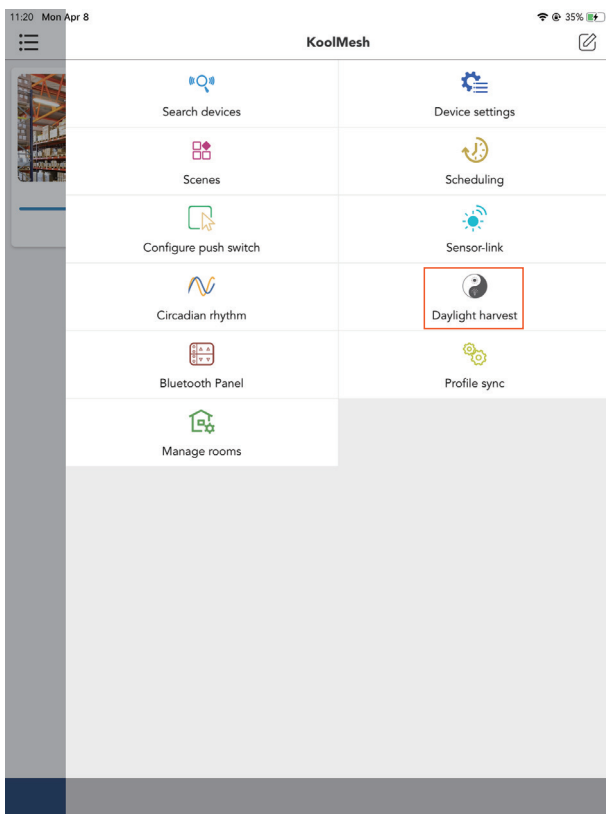 11:20 Mon Apr 8
35%
KoolMesh
Search devices
Device settings
Scenes
Scheduling
Configure push switch
Sensor-link
Circadian rhythm
Daylight harvest
Bluetooth Panel
Profile sync
Manage rooms